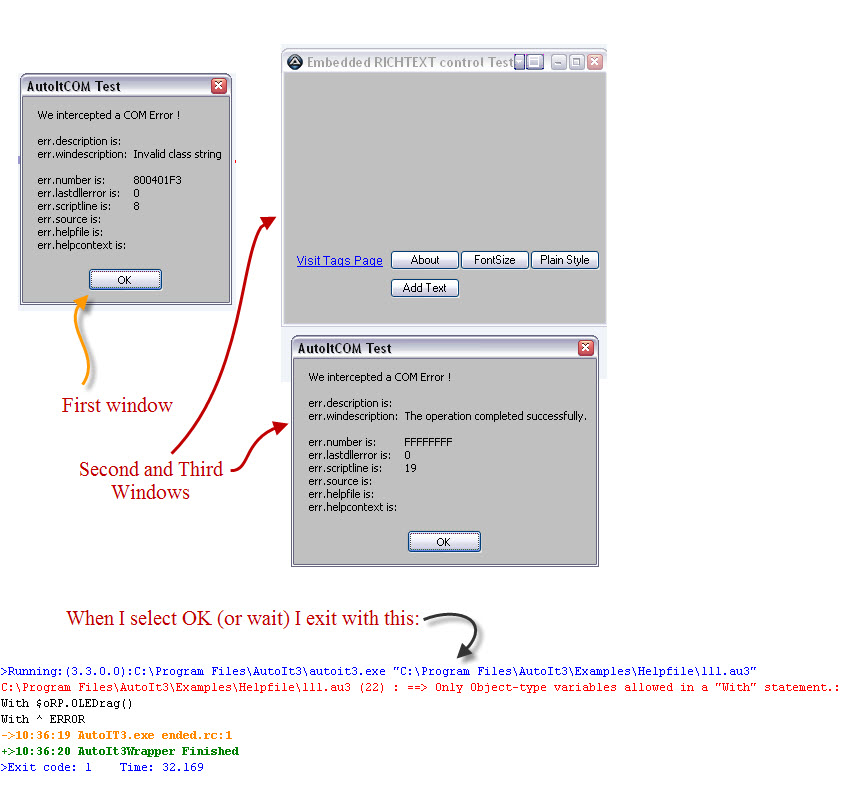 AutoItCOM Test
We intercepted a COM Error !
err.description is:
err.windescription: Invalid class string
err.number is: 800401F3
err.lastdllerror is: 0
err.scriptline is: 8
err.source is:
err.helpfile is:
err.helpcontext is:
OK
First window
Embedded RICHTEXT control Test
Visit Tags Page
About
FontSize
Plain Style
Add Text
AutoItCOM Test
We intercepted a COM Error !
err.description is:
err.windescription: The operation completed successfully.
err.number is: FFFFFFFF
err.lastdllerror is: 0
err.scriptline is: 19
err.source is:
err.helpfile is:
err.helpcontext is:
OK
Second and Third
Windows
When I select OK (or wait) I exit with this:
>Running:(3.3.0.0):C:\Program Files\AutoIt3\autoit3.exe "C:\Program Files\AutoIt3\Examples\Helpfile\lll.au3"
C:\Program Files\AutoIt3\Examples\Helpfile\lll.au3 (22) : ==> Only Object-type variables allowed in a "With" statement.:
With $oRP.OLEDrag()
With ^ ERROR
->10:36:19 AutoIT3.exe ended.rc:1
+>10:36:20 AutoIt3Wrapper Finished
>Exit code: 1    Time: 32.169